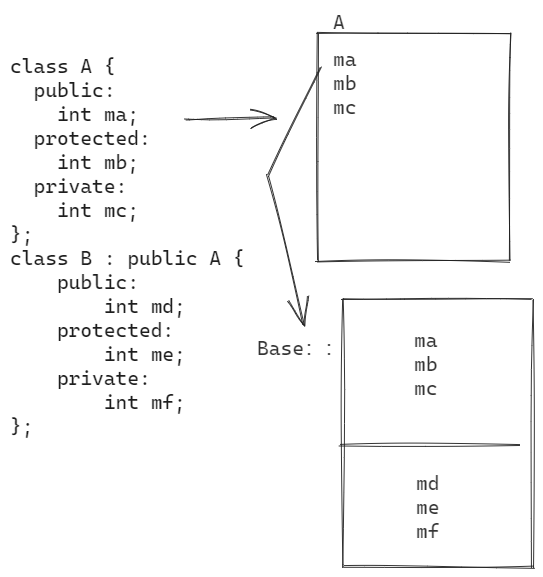 class A {
  public:
    int ma;
  protected:
    int mb;
  private:
    int mc;
};
class B : public A {
    public:
        int md;
    protected:
        int me;
    private:
        int mf;
};
A
ma
mb
mc
Base: :
ma
mb
mc
md
me
mf